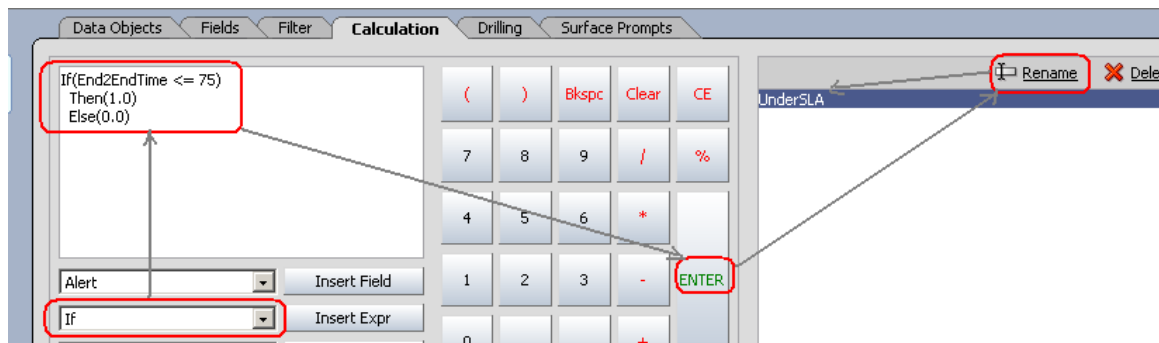 Data Objects Fields Filter Calculation Drilling Surface Prompts
If(End2EndTime <= 75)
Then(1.0)
Else(0.0)
( ) Bkspc Clear CE
7 8 9 / %
4 5 6 *
1 2 3 - ENTER
0 +
Alert Insert Field
If Insert Expr
Rename Dele
UnderSLA